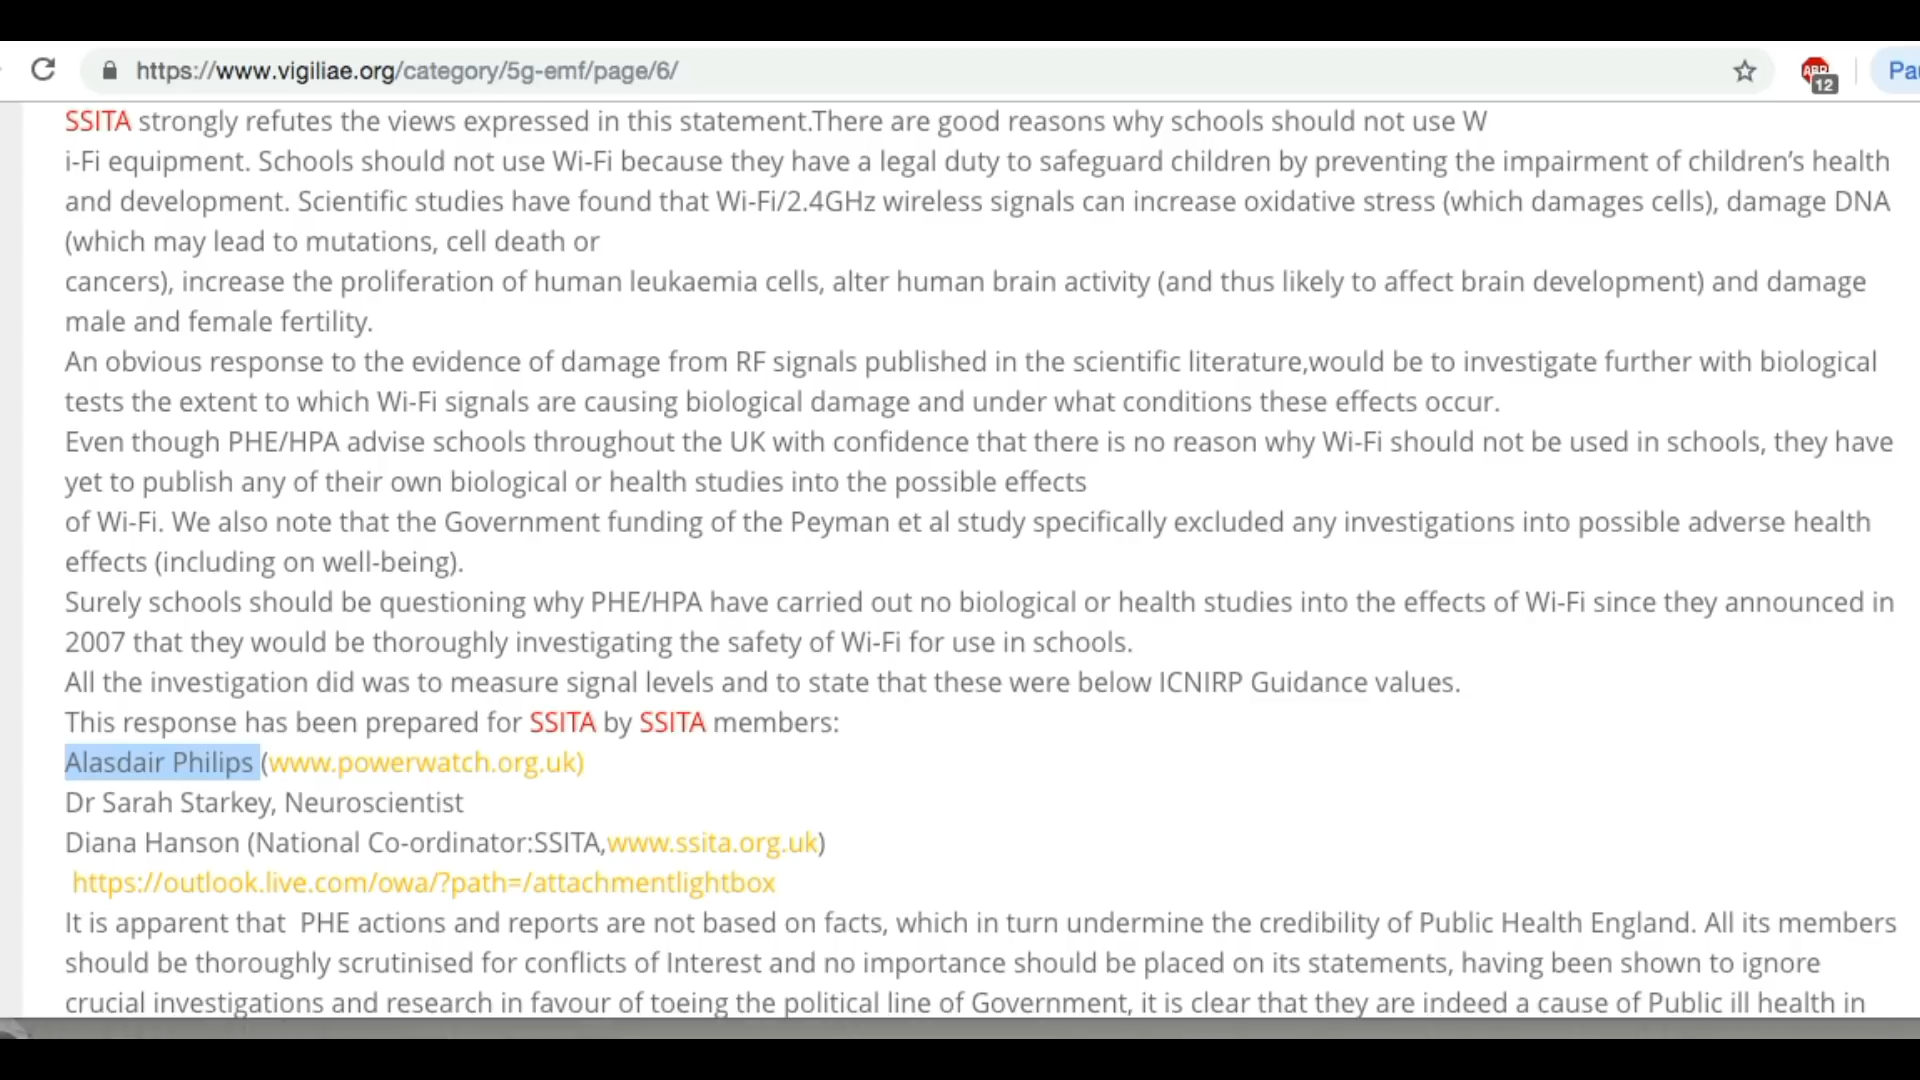 https://www.vigiliae.org/category/5g-emf/page/6/
ABP
12
Pau
SSITA strongly refutes the views expressed in this statement.There are good reasons why schools should not use W
i-Fi equipment. Schools should not use Wi-Fi because they have a legal duty to safeguard children by preventing the impairment of children’s health
and development. Scientific studies have found that Wi-Fi/2.4GHz wireless signals can increase oxidative stress (which damages cells), damage DNA
(which may lead to mutations, cell death or
cancers), increase the proliferation of human leukaemia cells, alter human brain activity (and thus likely to affect brain development) and damage
male and female fertility.
An obvious response to the evidence of damage from RF signals published in the scientific literature,would be to investigate further with biological
tests the extent to which Wi-Fi signals are causing biological damage and under what conditions these effects occur.
Even though PHE/HPA advise schools throughout the UK with confidence that there is no reason why Wi-Fi should not be used in schools, they have
yet to publish any of their own biological or health studies into the possible effects
of Wi-Fi. We also note that the Government funding of the Peyman et al study specifically excluded any investigations into possible adverse health
effects (including on well-being).
Surely schools should be questioning why PHE/HPA have carried out no biological or health studies into the effects of Wi-Fi since they announced in
2007 that they would be thoroughly investigating the safety of Wi-Fi for use in schools.
All the investigation did was to measure signal levels and to state that these were below ICNIRP Guidance values.
This response has been prepared for SSITA by SSITA members:
Alasdair Philips (www.powerwatch.org.uk)
Dr Sarah Starkey, Neuroscientist
Diana Hanson (National Co-ordinator:SSITA,www.ssita.org.uk)
https://outlook.live.com/owa/?path=/attachmentlightbox
It is apparent that  PHE actions and reports are not based on facts, which in turn undermine the credibility of Public Health England. All its members
should be thoroughly scrutinised for conflicts of Interest and no importance should be placed on its statements, having been shown to ignore
crucial investigations and research in favour of toeing the political line of Government, it is clear that they are indeed a cause of Public ill health in